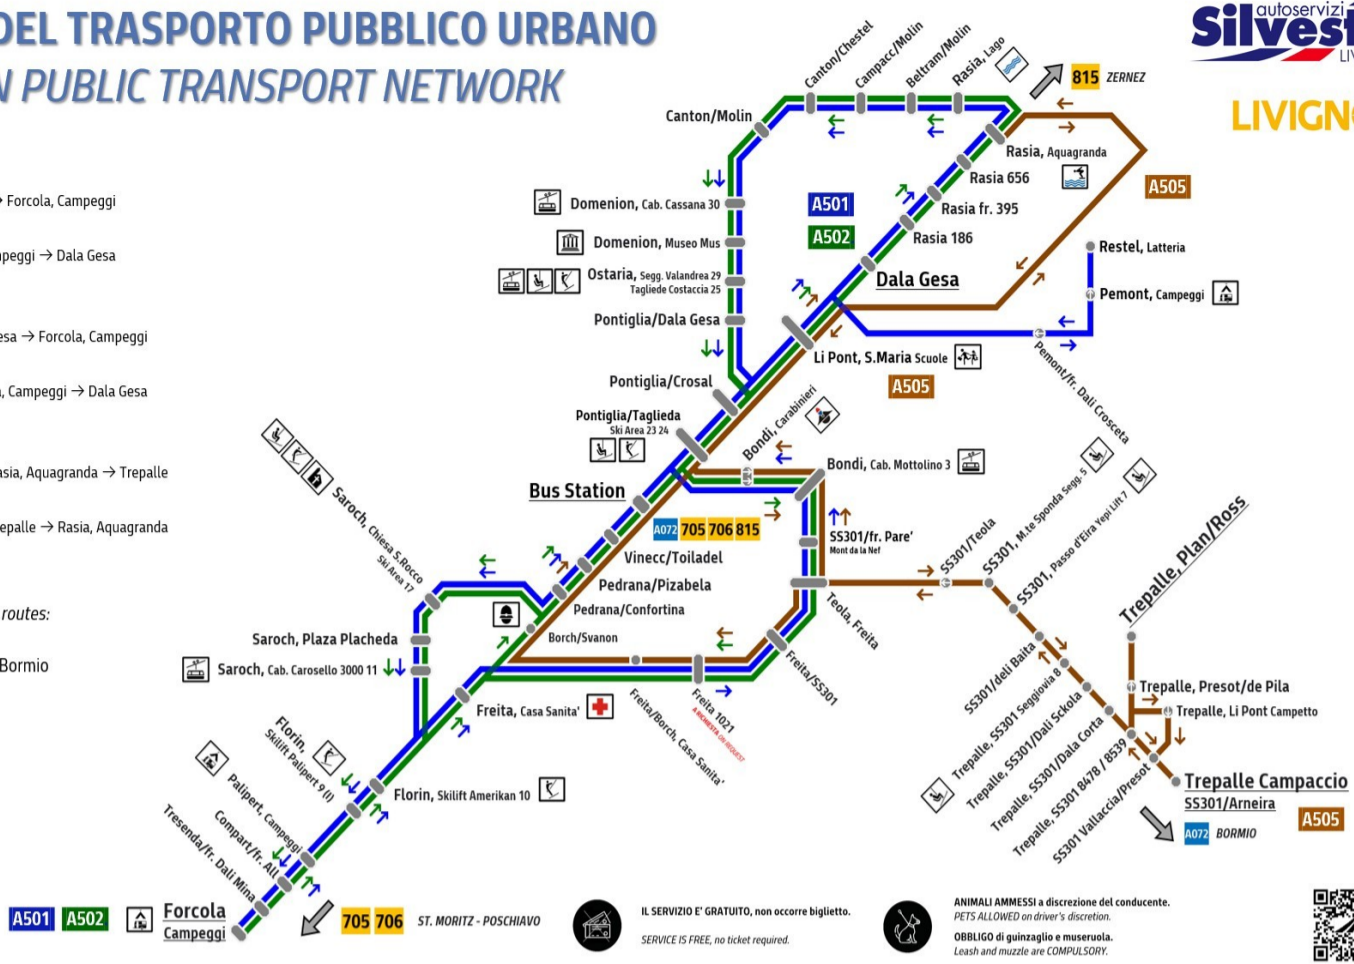 DEL TRASPORTO PUBBLICO URBANO
N PUBLIC TRANSPORT NETWORK
autoservizi
Silvest
LIV
LIVIGNO
815 ZERNEZ
Forcola, Campeggi
peggi → Dala Gesa
esa → Forcola, Campeggi
, Campeggi → Dala Gesa
asia, Aquagranda → Trepalle
repalle → Rasia, Aquagranda
routes:
Bormio
Canton/Chestel
Campacc/Molin
Beltram/Molin
Rasia, Lago
Canton/Molin
Rasia, Aquagranda
Rasia 656
Rasia fr. 395
Rasia 186
A505
A501
A502
Domenion, Cab. Cassana 30
Domenion, Museo Mus
Ostaria, Segg. Valandrea 29
Tagliede Costaccia 25
Pontiglia/Dala Gesa
Dala Gesa
Restel, Latteria
Pemont, Campeggi
Pemont/fr. Dali Crosceta
Li Pont, S.Maria Scuole
A505
Pontiglia/Crosal
Pontiglia/Taglieda
Ski Area 23 24
Bondi, Carabinieri
Bondi, Cab. Mottolino 3
Bus Station
A072 705 706 815
Vinecc/Toiladel
Pedrana/Pizabela
Pedrana/Confortina
Borch/Svanon
SS301/fr. Pare'
Mont da la Nef
Teola, Freita
SS301/Teola
SS301, M.te Sponda Segg. 5
SS301, Passo d'Eira Yepi Lift 7
Saroch, Chiesa S.Rocco
Ski Area 17
Saroch, Plaza Placheda
Saroch, Cab. Carosello 3000 11
Freita, Casa Sanita'
Freita/Borch, Casa Sanita'
Freita 1021
A RICHIESTA ON REQUEST
Freita/SS301
SS301/deli Baita
Trepalle, SS301 Seggiovia 8
Trepalle, SS301/Dali Sckola
Trepalle, SS301/Dala Corta
Trepalle, SS301 8478 / 8539
SS301 Vallaccia/Presot
Trepalle, Plan/Ross
Trepalle, Presot/de Pila
Trepalle, Li Pont Campetto
Trepalle Campaccio
SS301/Arneira
A072 BORMIO
A505
Florin,
Skilift Palipert 9 (I)
Florin, Skilift Amerikan 10
Palipert, Campeggi
Compart/fr. All
Tresenda/fr. Dali Mina
A501 A502
Forcola
Campeggi
705 706 ST. MORITZ - POSCHIAVO
IL SERVIZIO E' GRATUITO, non occorre biglietto.
SERVICE IS FREE, no ticket required.
ANIMALI AMMESSI a discrezione del conducente.
PETS ALLOWED on driver's discretion.
OBBLIGO di guinzaglio e museruola.
Leash and muzzle are COMPULSORY.